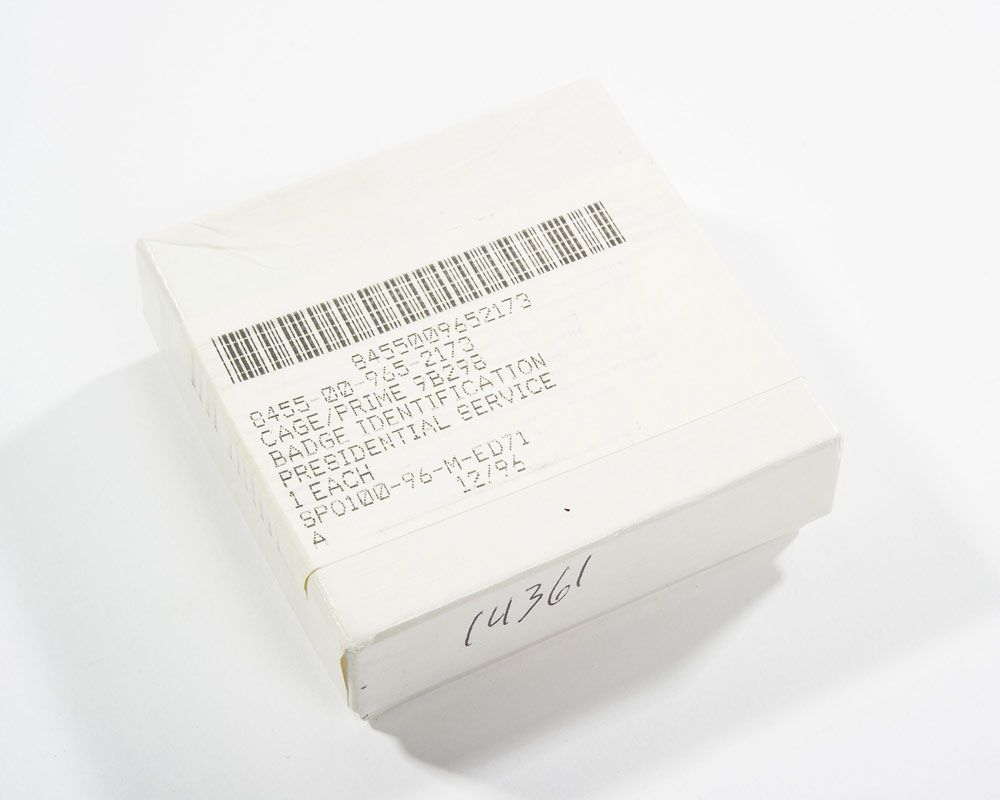 8455009652173
8455-00-965-2173
CAGE/PRIME 9B298
BADGE IDENTIFICATION
PRESIDENTIAL SERVICE
1 EACH
SPO100-96-M-ED71
12/96
A
14361